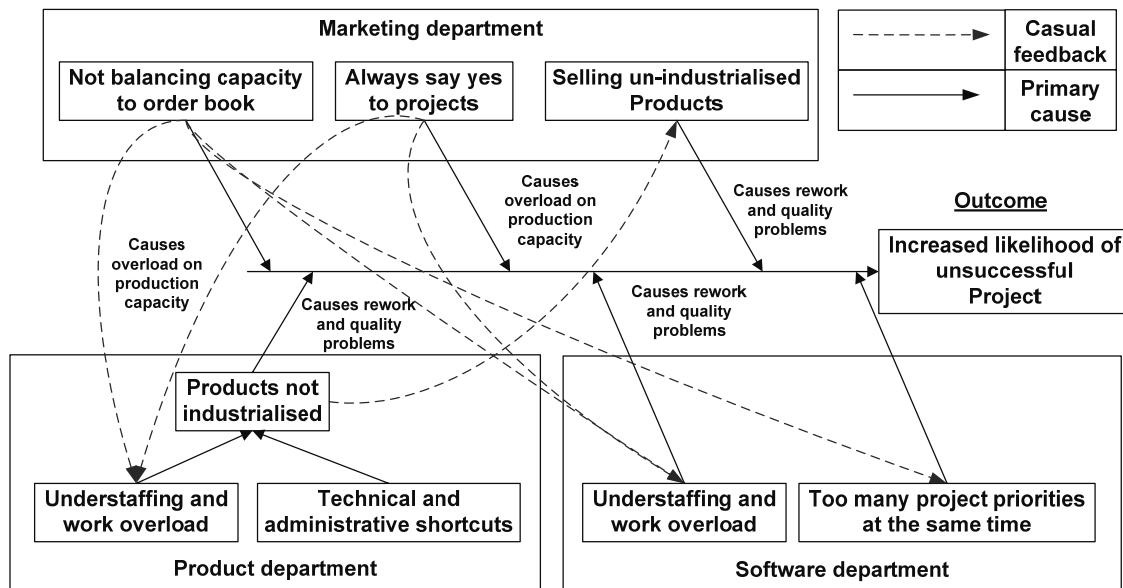 Marketing department
Not balancing capacity
to order book
Always say yes
to projects
Selling un-industrialised
Products
Casual
feedback
Primary
cause
Causes
overload on
production
capacity
Causes
overload on
production
capacity
Causes rework
and quality
problems
Outcome
Increased likelihood of
unsuccessful
Project
Causes rework
and quality
problems
Causes rework
and quality
problems
Products not
industrialised
Understaffing and
work overload
Technical and
administrative shortcuts
Product department
Understaffing and
work overload
Too many project priorities
at the same time
Software department